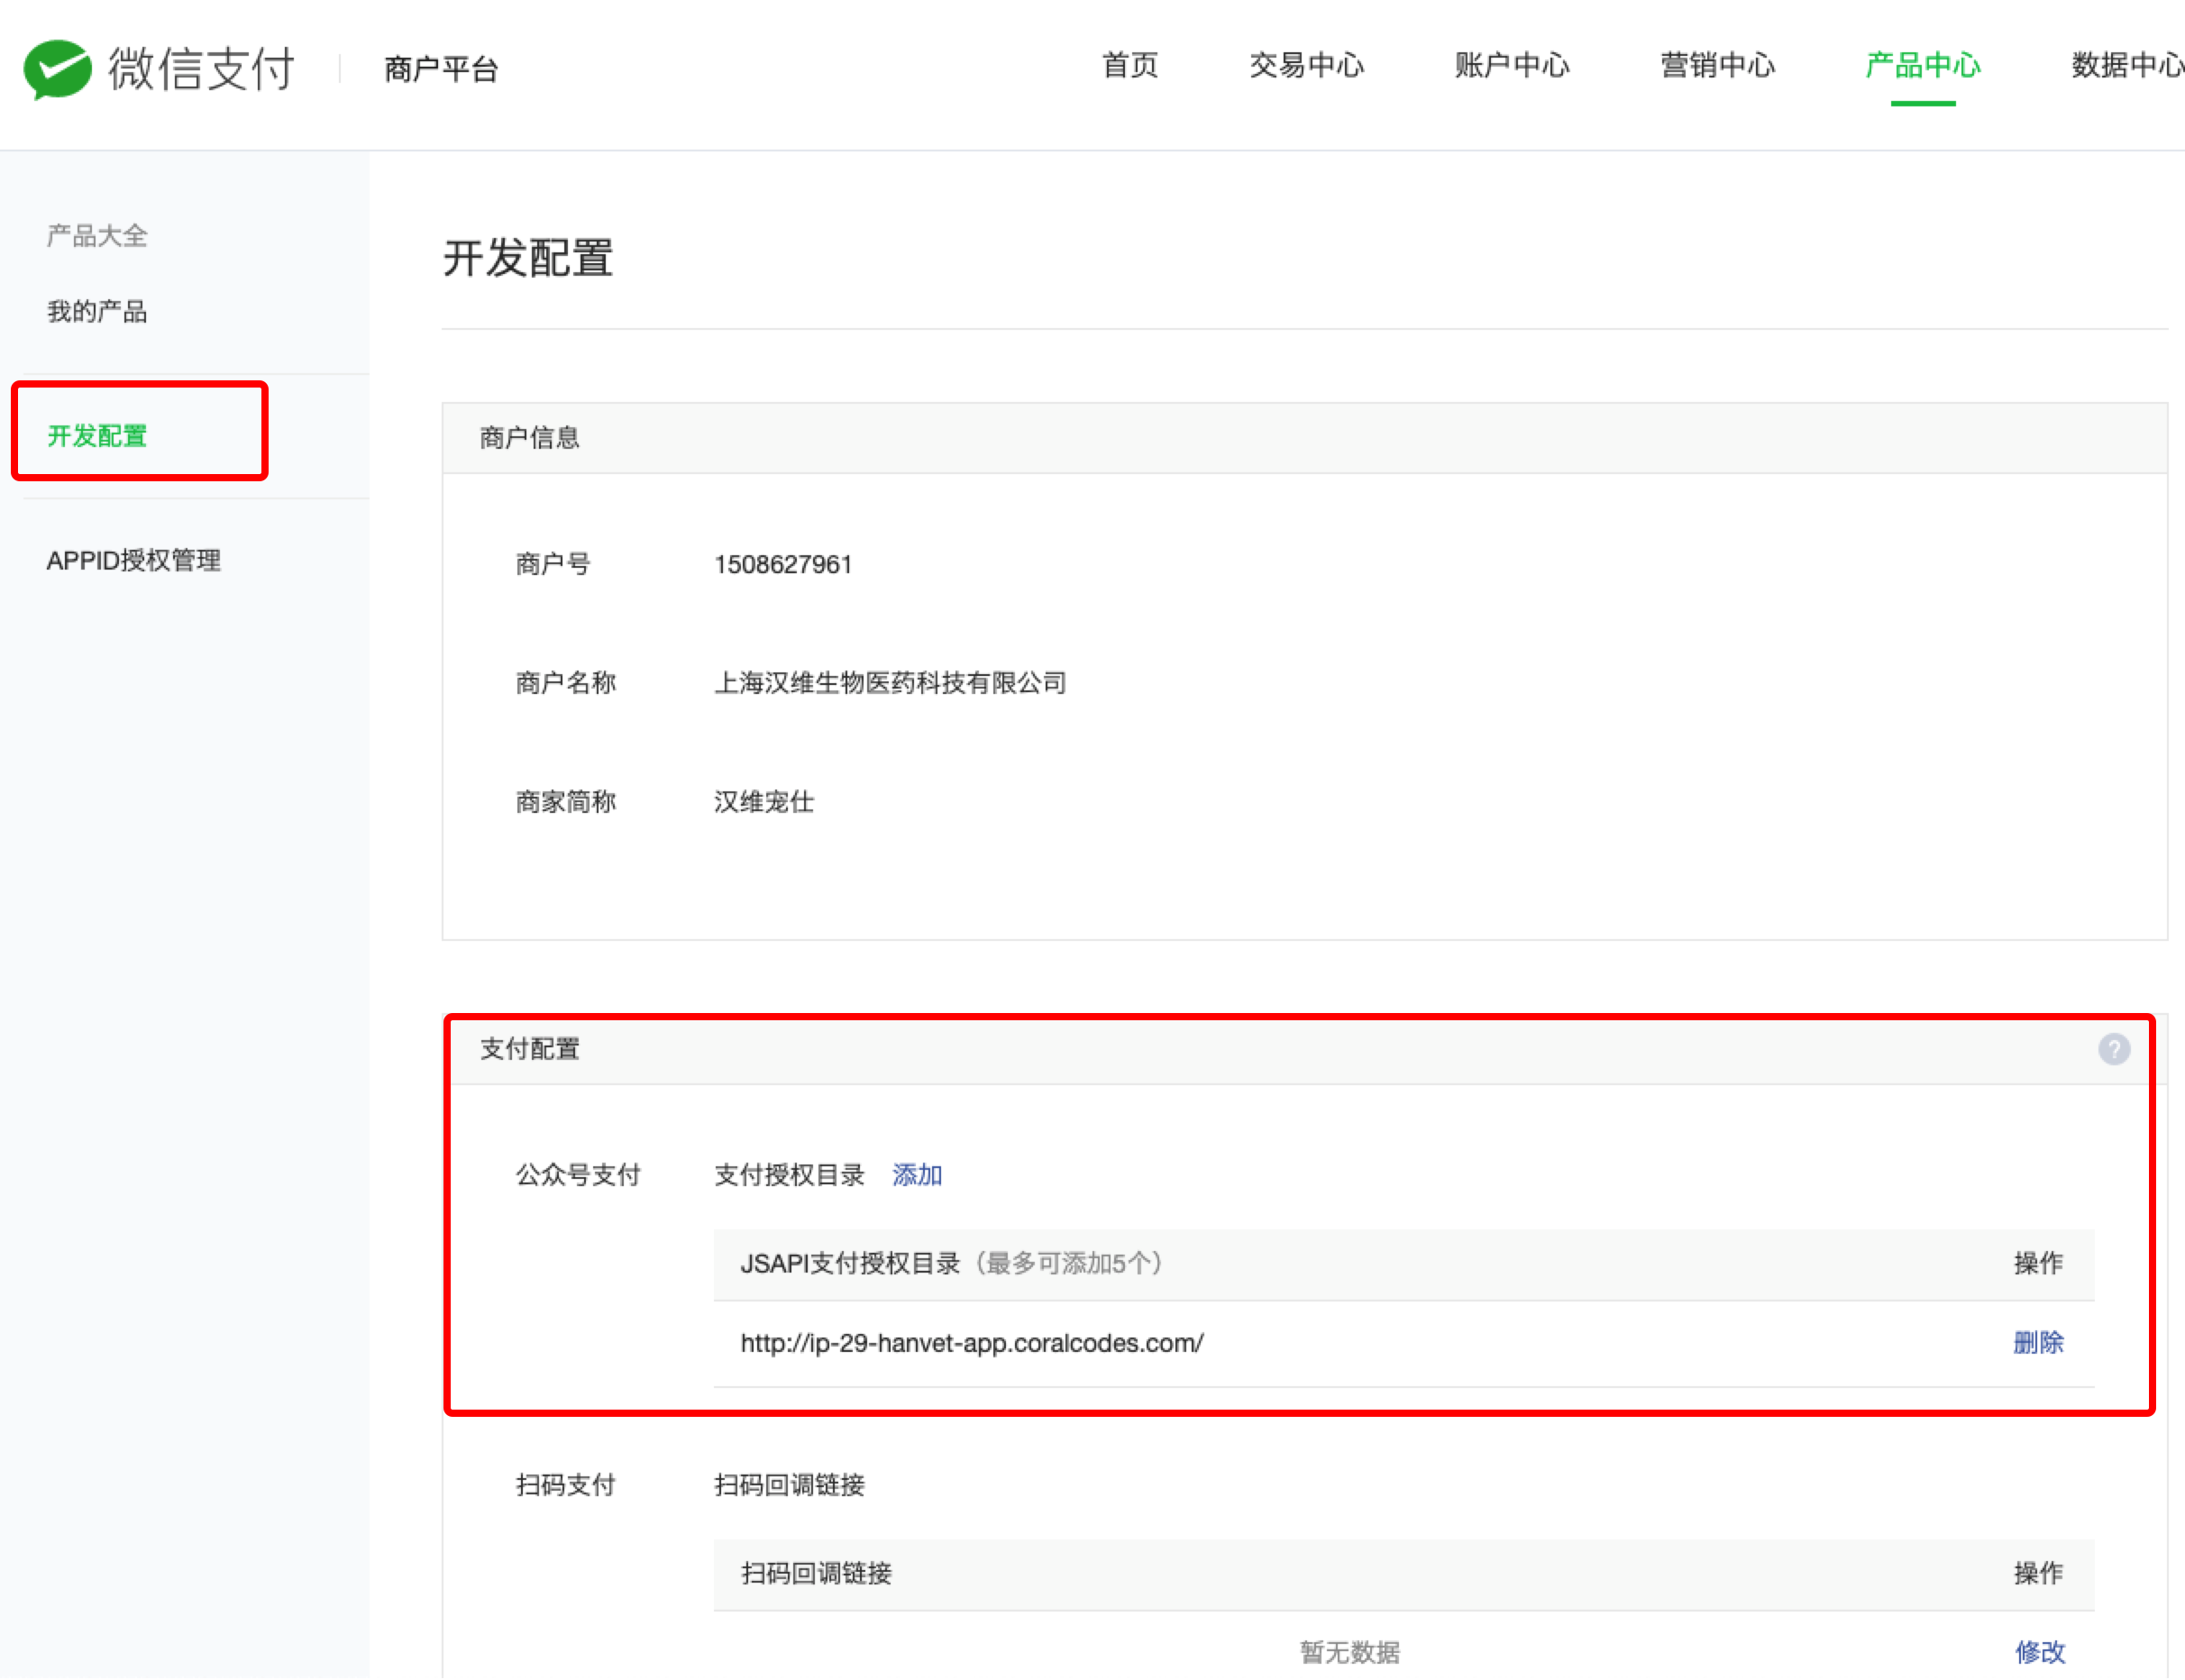 微信支付 商户平台 首页 交易中心 账户中心 营销中心 产品中心 数据中心
产品大全
我的产品
开发配置
APPID授权管理
开发配置
商户信息
商户号 1508627961
商户名称 上海汉维生物医药科技有限公司
商家简称 汉维宠仕
支付配置 ?
公众号支付 支付授权目录 添加
JSAPI支付授权目录（最多可添加5个） 操作
http://ip-29-hanvet-app.coralcodes.com/ 删除
扫码支付 扫码回调链接
扫码回调链接 操作
暂无数据 修改